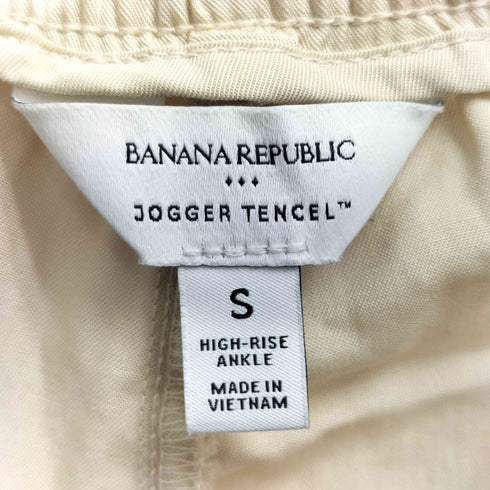 BANANA REPUBLIC
♦♦♦
JOGGER TENCEL™
S
HIGH-RISE
ANKLE
MADE IN
VIETNAM